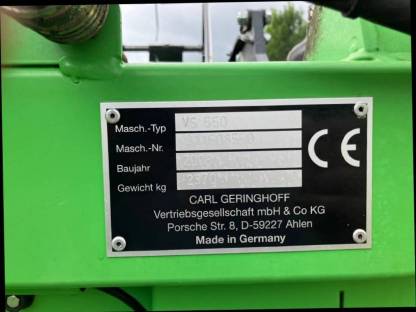 Masch.-Typ VS 550
Masch.-Nr.
Baujahr
Gewicht kg
CE
CARL GERINGHOFF
Vertriebsgesellschaft mbH & Co KG
Porsche Str. 8, D-59227 Ahlen
Made in Germany